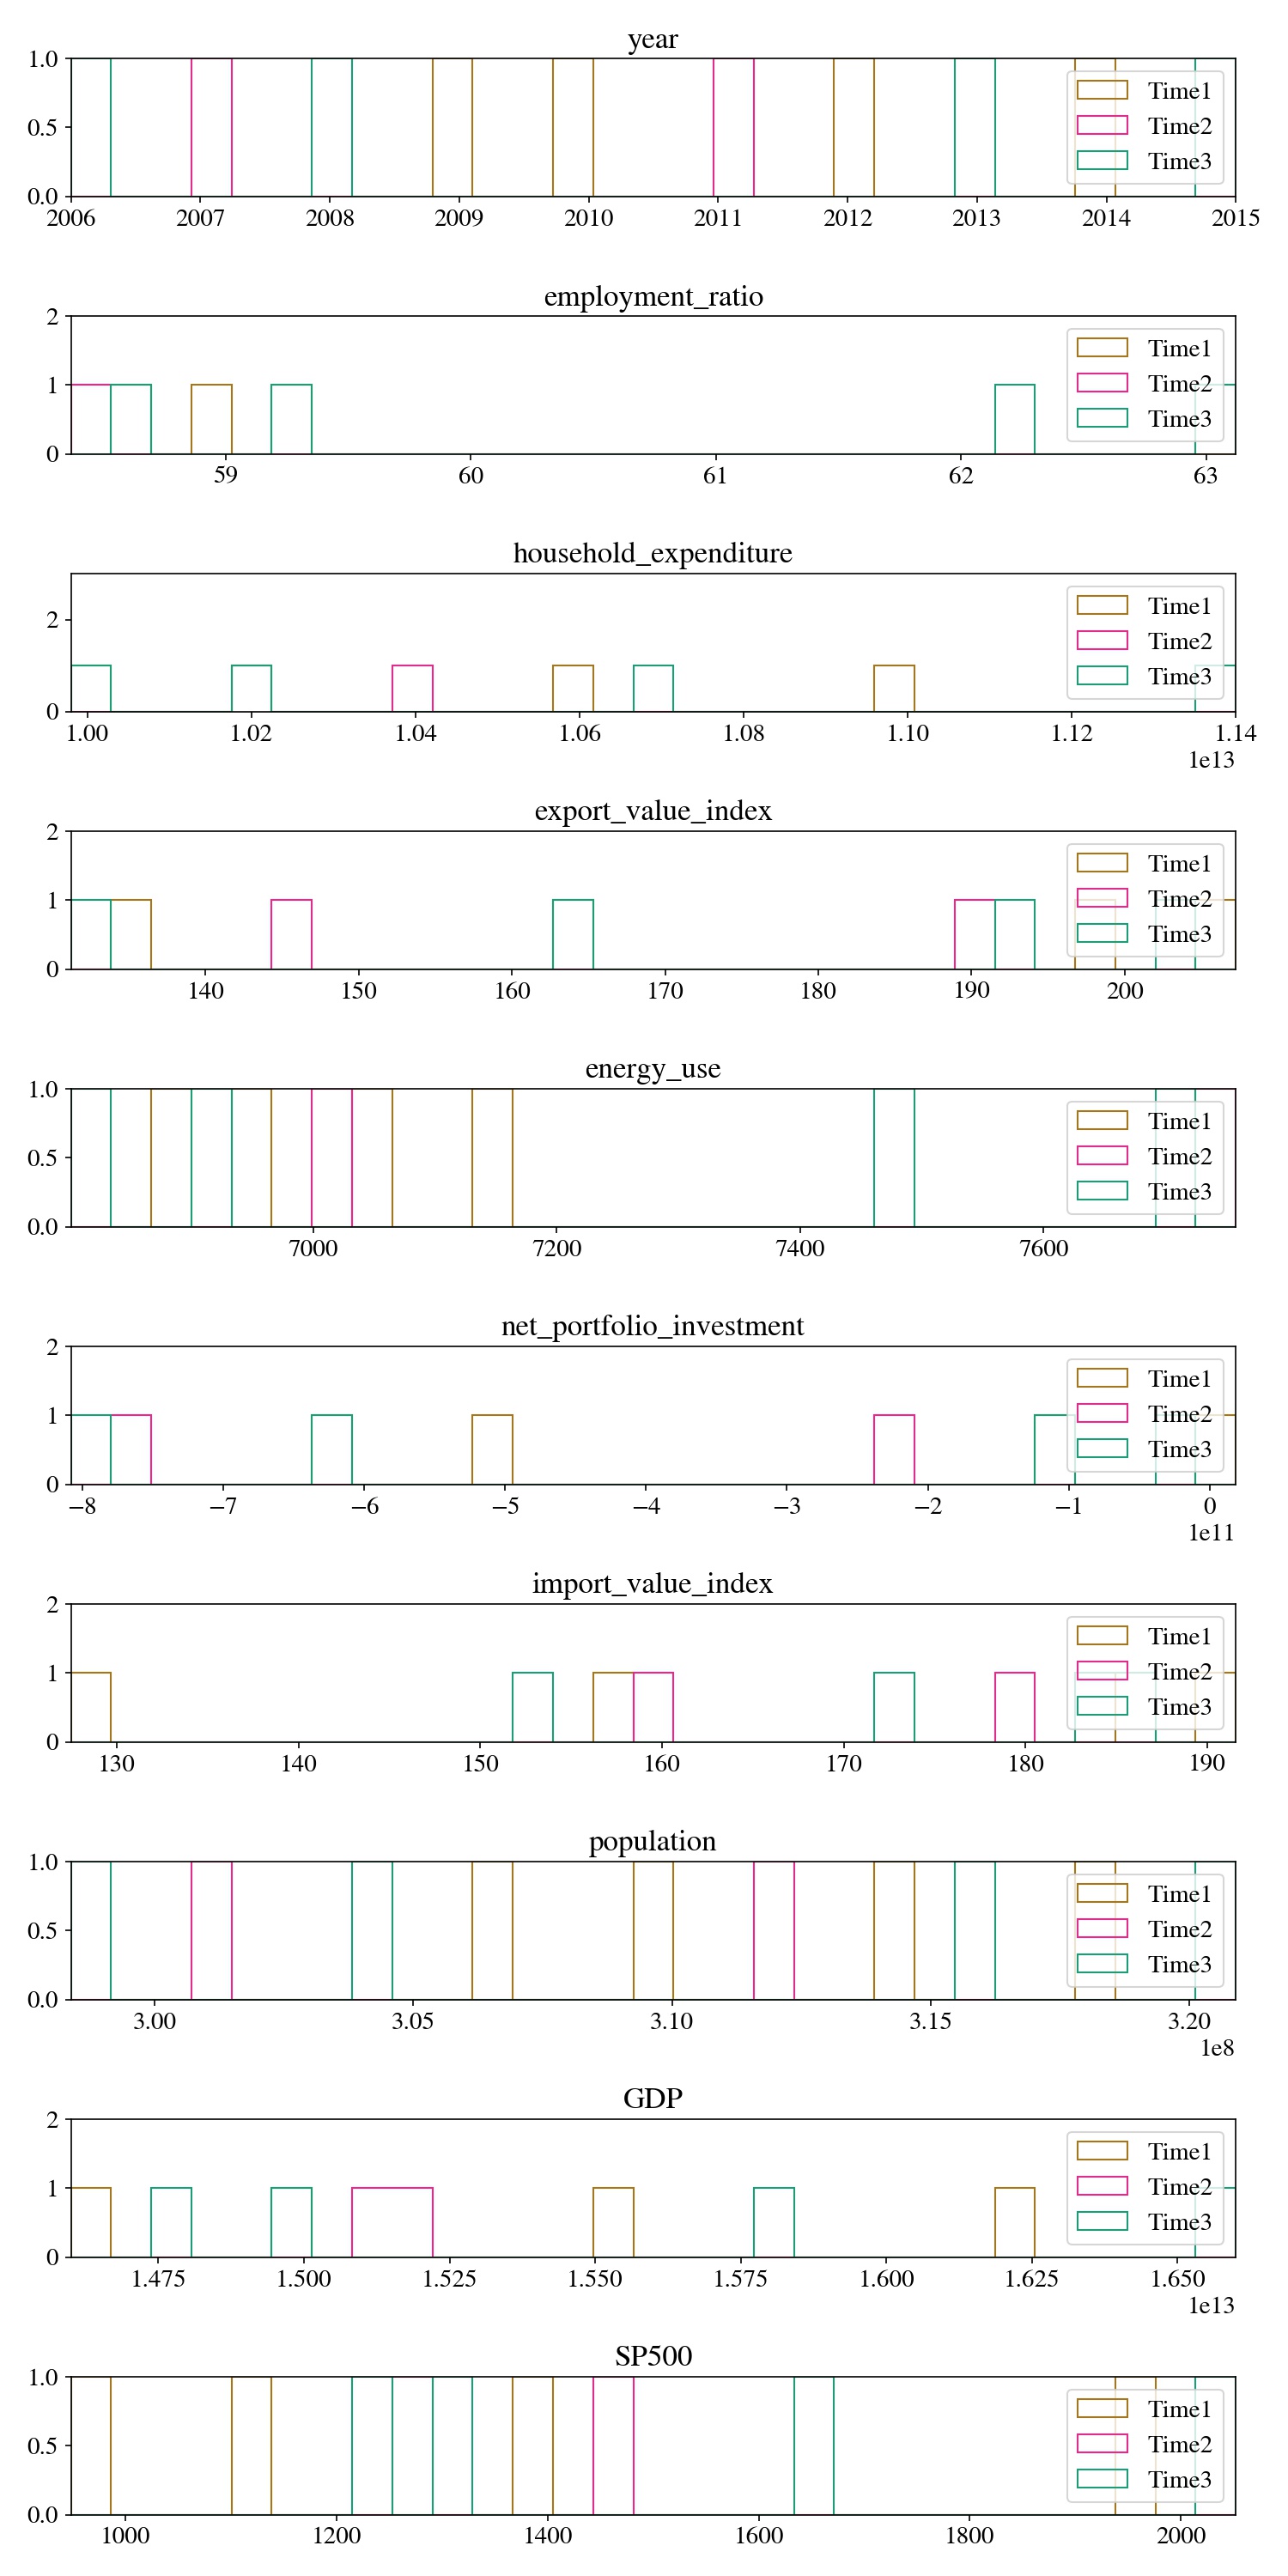 year
1.0
0.5
0.0
Time1
Time2
Time3
2006 2007 2008 2009 2010 2011 2012 2013 2014 2015
employment_ratio
2
1
0
Time1
Time2
Time3
59 60 61 62 63
household_expenditure
2
0
Time1
Time2
Time3
1.00 1.02 1.04 1.06 1.08 1.10 1.12 1.14
1e13
export_value_index
2
1
0
Time1
Time2
Time3
140 150 160 170 180 190 200
energy_use
1.0
0.5
0.0
Time1
Time2
Time3
7000 7200 7400 7600
net_portfolio_investment
2
1
0
Time1
Time2
Time3
−8 −7 −6 −5 −4 −3 −2 −1 0
1e11
import_value_index
2
1
0
Time1
Time2
Time3
130 140 150 160 170 180 190
population
1.0
0.5
0.0
Time1
Time2
Time3
3.00 3.05 3.10 3.15 3.20
1e8
GDP
2
1
0
Time1
Time2
Time3
1.475 1.500 1.525 1.550 1.575 1.600 1.625 1.650
1e13
SP500
1.0
0.5
0.0
Time1
Time2
Time3
1000 1200 1400 1600 1800 2000